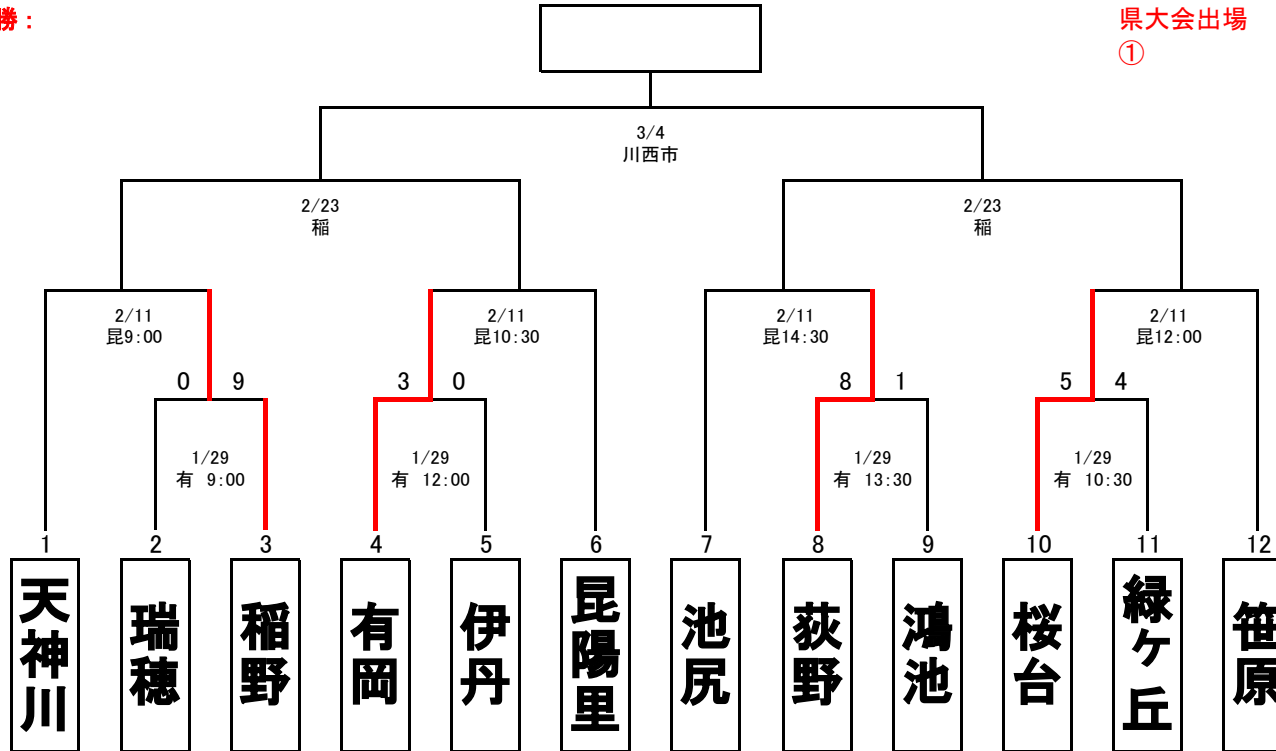 勝：
県大会出場
①
3/4
川西市
2/23
稲
2/23
稲
2/11
昆9:00
2/11
昆10:30
2/11
昆14:30
2/11
昆12:00
0 9
3 0
8 1
5 4
1/29
有 9:00
1/29
有 12:00
1/29
有 13:30
1/29
有 10:30
1 2 3 4 5 6 7 8 9 10 11 12
天神川
瑞穂
稲野
有岡
伊丹
昆陽里
池尻
荻野
鴻池
桜台
緑ヶ丘
笹原